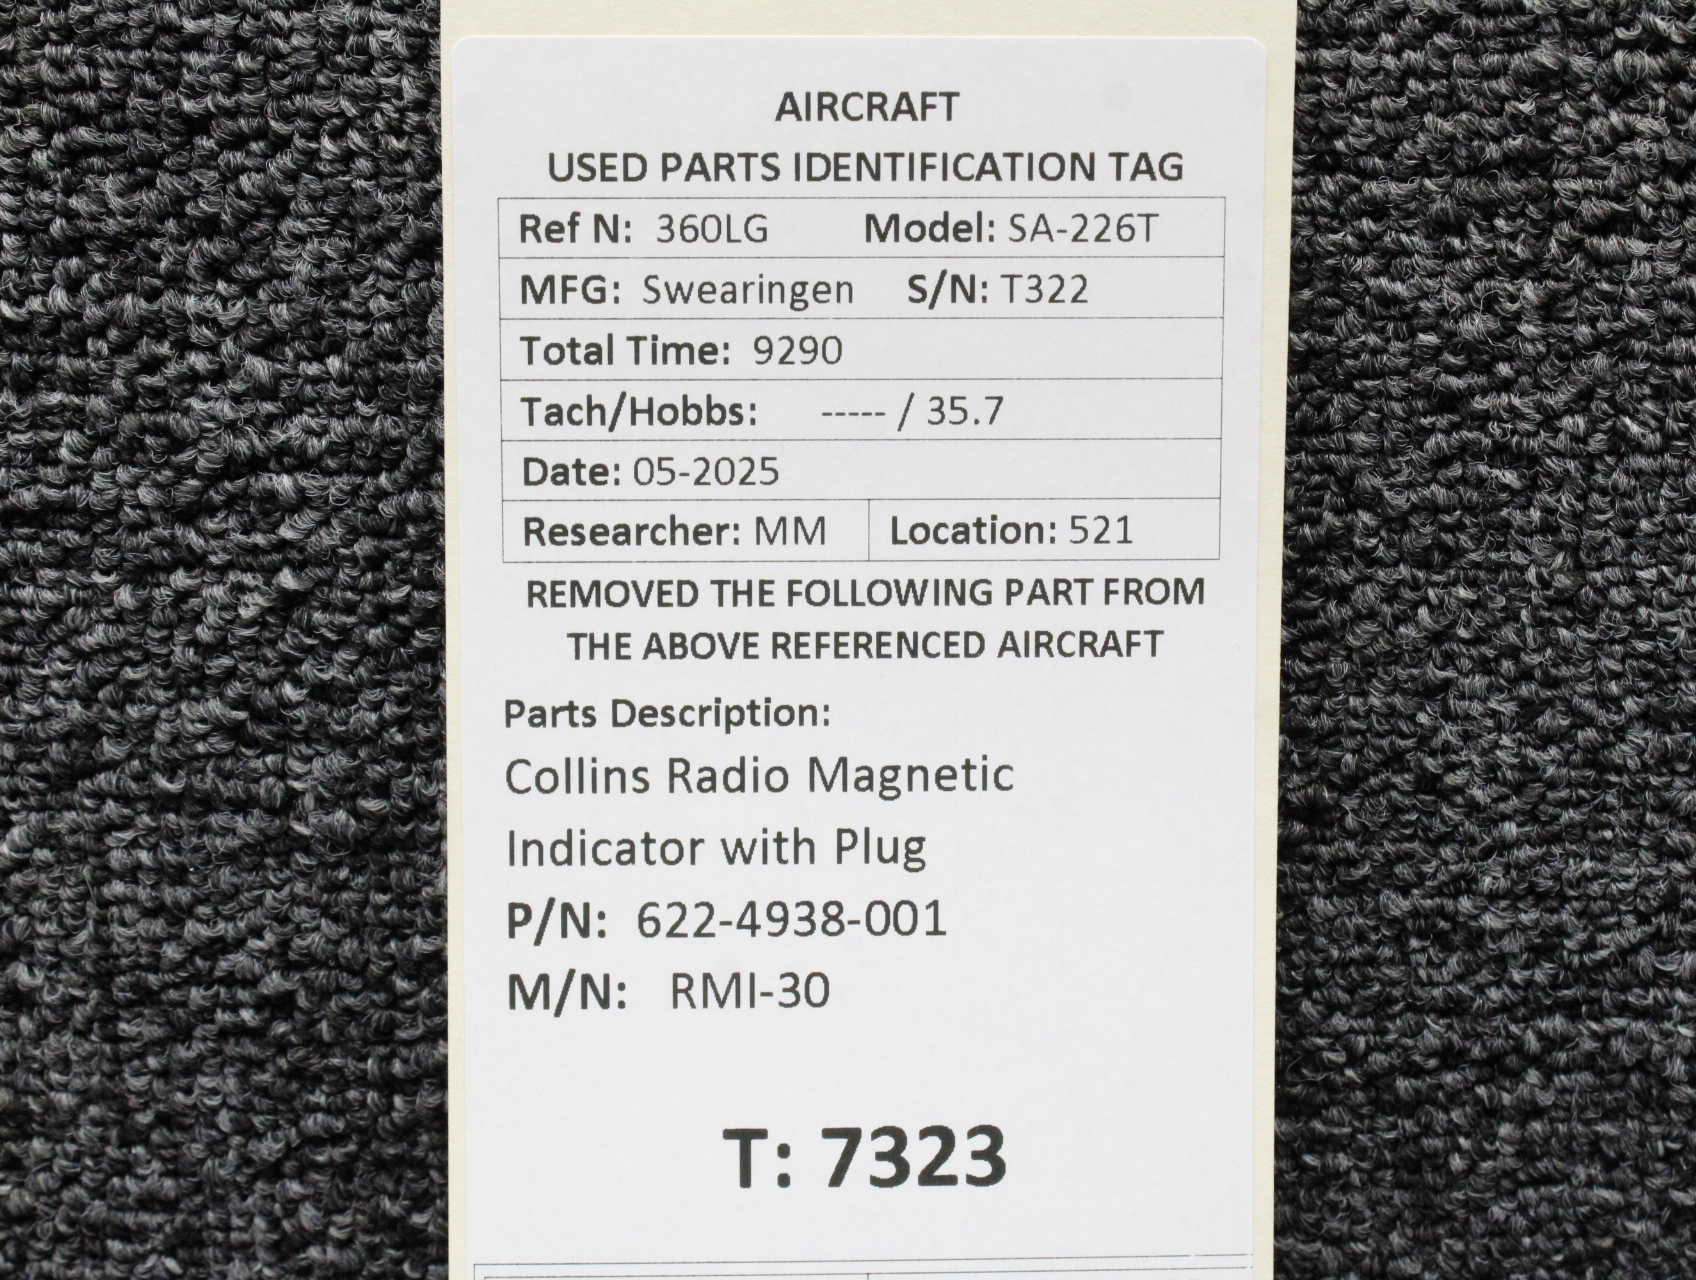 AIRCRAFT
USED PARTS IDENTIFICATION TAG
Ref N: 360LG Model: SA-226T
MFG: Swearingen S/N: T322
Total Time: 9290
Tach/Hobbs: ----- / 35.7
Date: 05-2025
Researcher: MM Location: 521
REMOVED THE FOLLOWING PART FROM
THE ABOVE REFERENCED AIRCRAFT
Parts Description:
Collins Radio Magnetic
Indicator with Plug
P/N: 622-4938-001
M/N: RMI-30
T: 7323